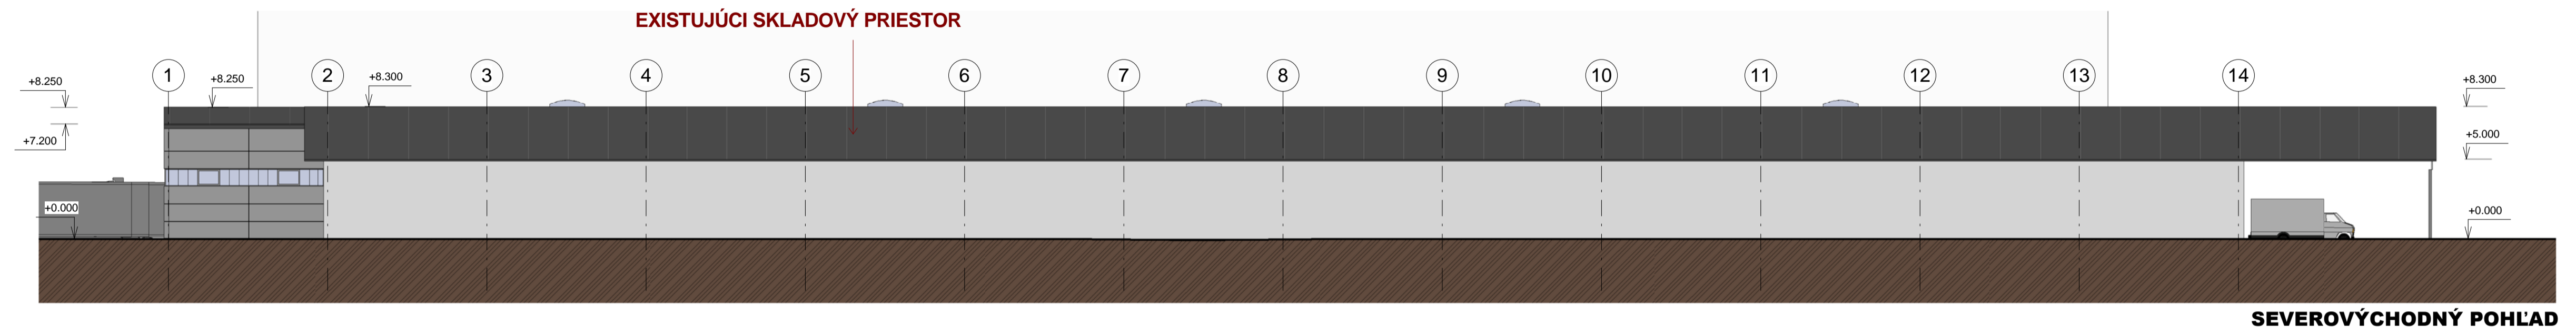 EXISTUJÚCI SKLADOVÝ PRIESTOR
1 2 3 4 5 6 7 8 9 10 11 12 13 14
+8.250 +8.250 +8.300 +8.300
+7.200 +5.000
+0.000 +0.000
SEVEROVÝCHODNÝ POHĽAD